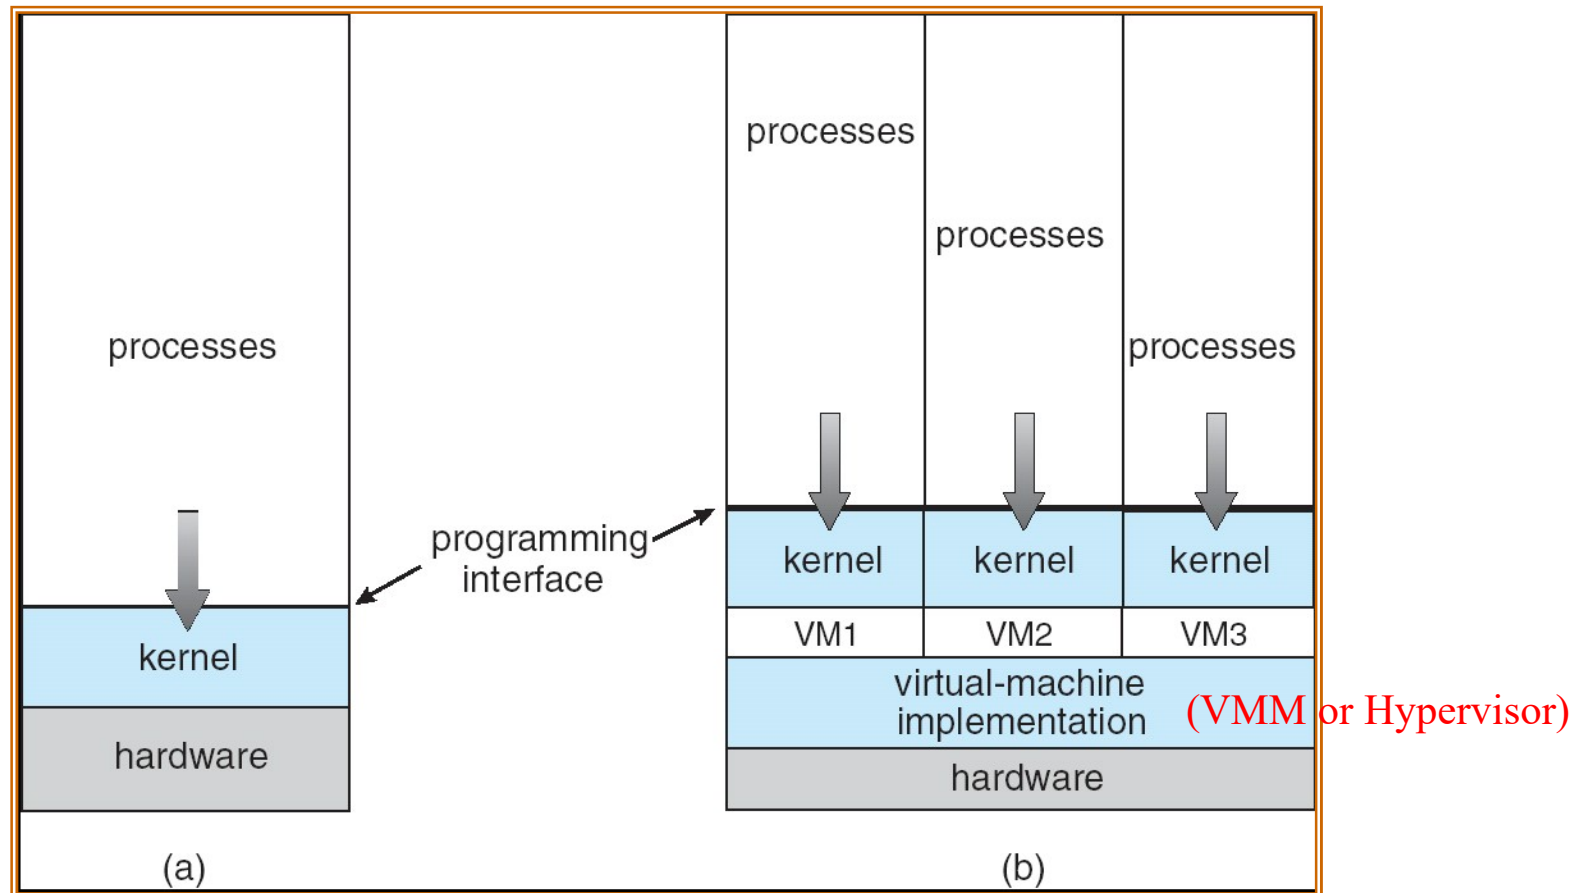 processes
kernel
hardware
(a)
programming
interface
processes
processes
processes
kernel
kernel
kernel
VM1
VM2
VM3
virtual-machine
implementation
(VMM or Hypervisor)
hardware
(b)